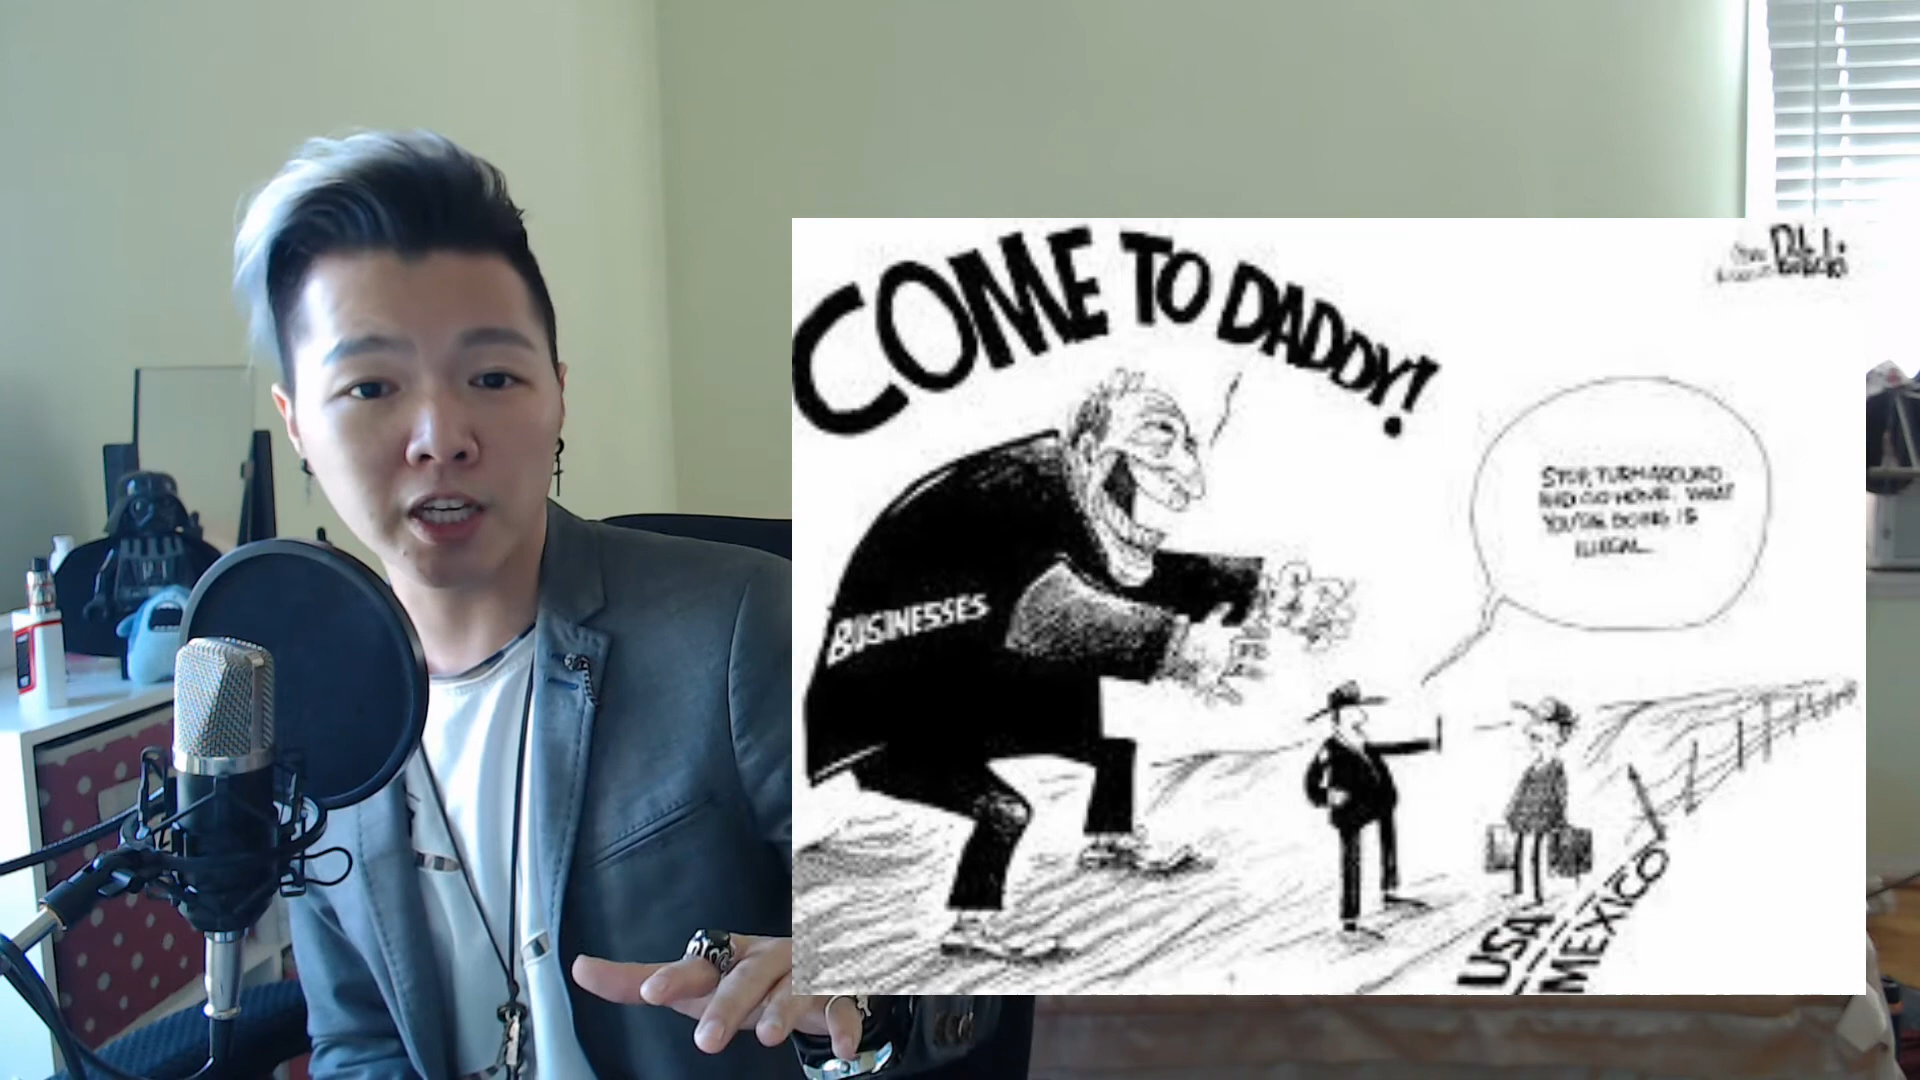 COME TO DADDY!
BUSINESSES
STOP, TURN AROUND
AND GO HOME. WHAT
YOU'RE DOING IS
ILLEGAL...
USA
MEXICO